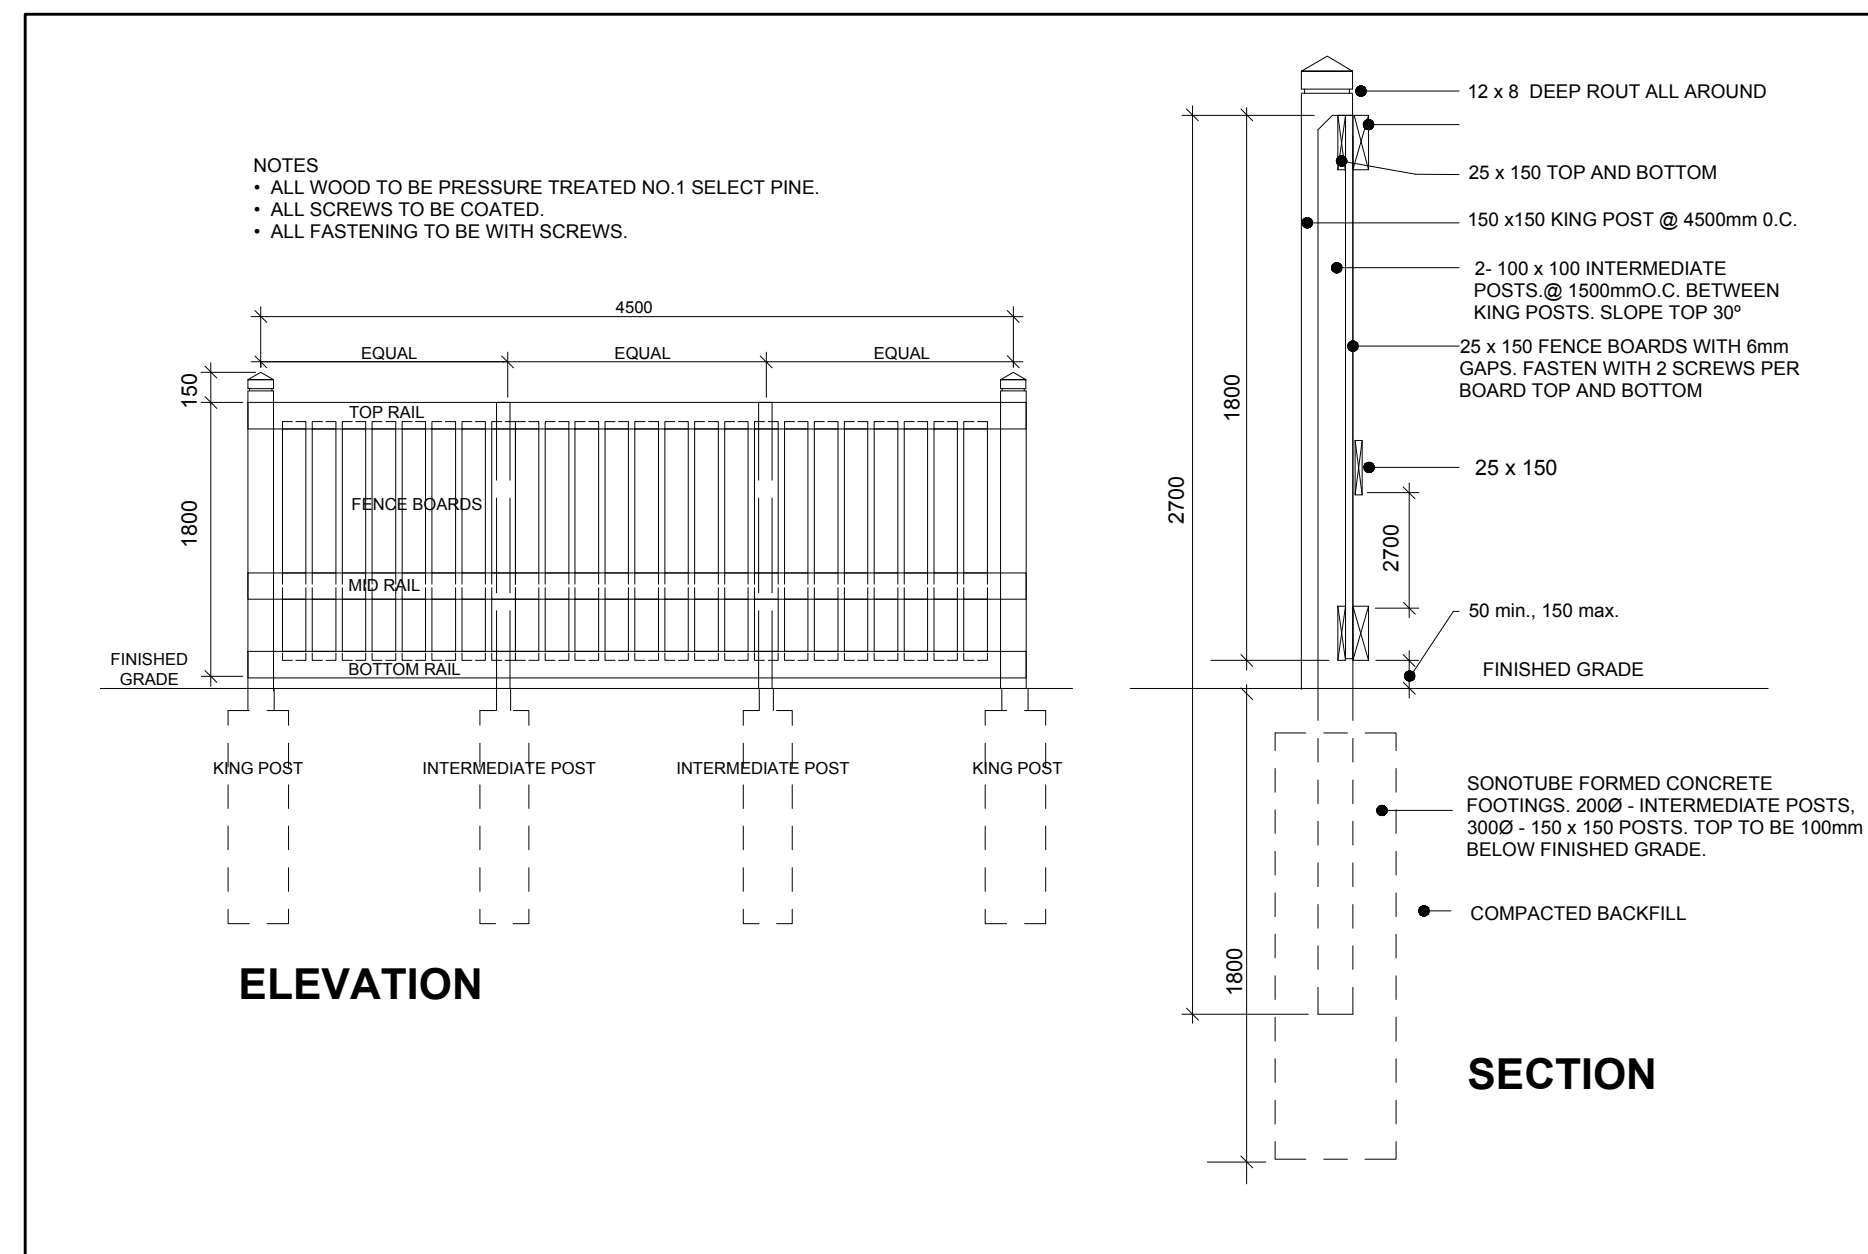 NOTES
• ALL WOOD TO BE PRESSURE TREATED NO.1 SELECT PINE.
• ALL SCREWS TO BE COATED.
• ALL FASTENING TO BE WITH SCREWS.
4500
EQUAL EQUAL EQUAL
150
1800
TOP RAIL
FENCE BOARDS
MID RAIL
BOTTOM RAIL
FINISHED
GRADE
KING POST INTERMEDIATE POST INTERMEDIATE POST KING POST
ELEVATION
12 x 8 DEEP ROUT ALL AROUND
25 x 150 TOP AND BOTTOM
150 x150 KING POST @ 4500mm 0.C.
2- 100 x 100 INTERMEDIATE
POSTS.@ 1500mmO.C. BETWEEN
KING POSTS. SLOPE TOP 30º
25 x 150 FENCE BOARDS WITH 6mm
GAPS. FASTEN WITH 2 SCREWS PER
BOARD TOP AND BOTTOM
1800
2700
25 x 150
2700
50 min., 150 max.
FINISHED GRADE
SONOTUBE FORMED CONCRETE
FOOTINGS. 200Ø - INTERMEDIATE POSTS,
300Ø - 150 x 150 POSTS. TOP TO BE 100mm
BELOW FINISHED GRADE.
COMPACTED BACKFILL
1800
SECTION